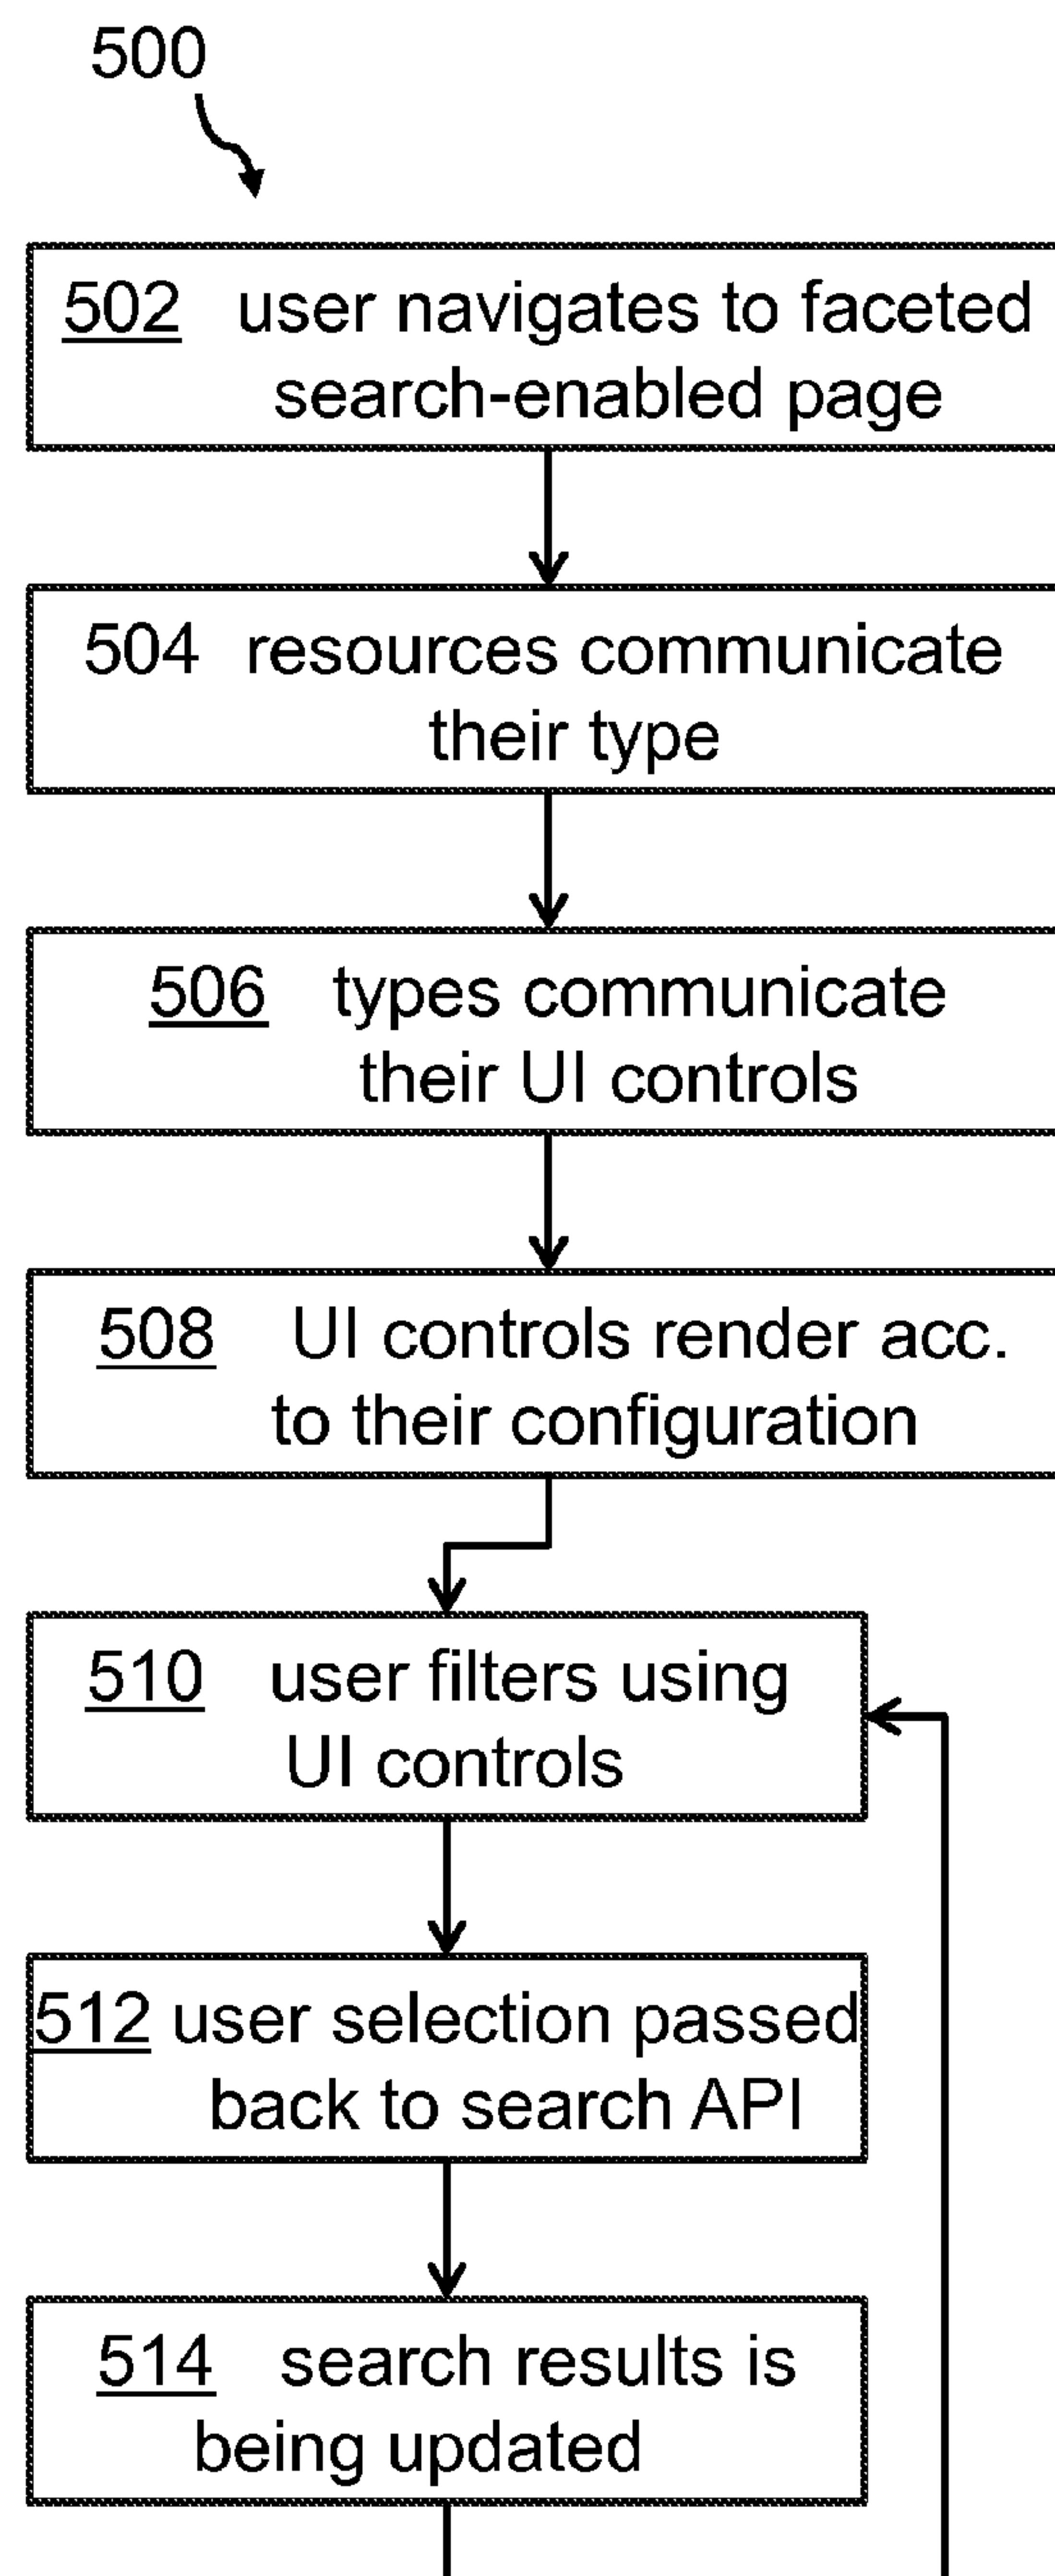 500
502 user navigates to faceted
search-enabled page
504 resources communicate
their type
506 types communicate
their UI controls
508 UI controls render acc.
to their configuration
510 user filters using
UI controls
512 user selection passed
back to search API
514 search results is
being updated